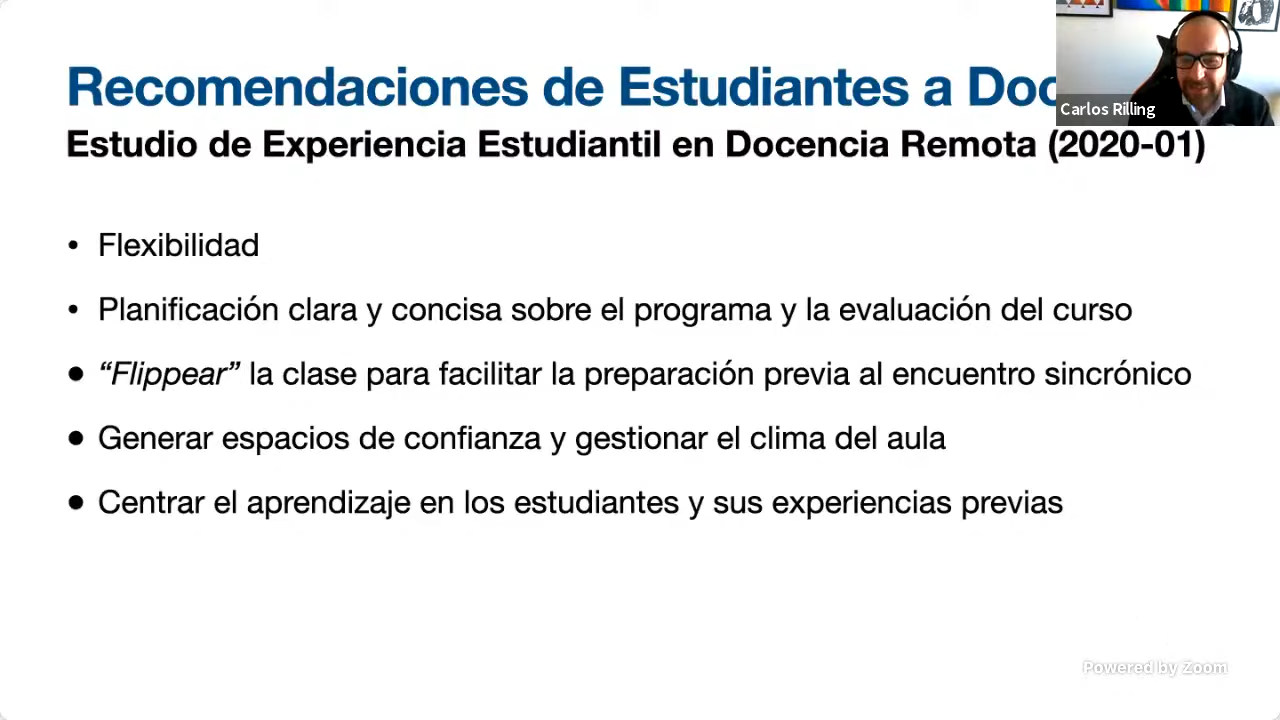 Recomendaciones de Estudiantes a Doc
Carlos Rilling
Estudio de Experiencia Estudiantil en Docencia Remota (2020-01)
• Flexibilidad
• Planificación clara y concisa sobre el programa y la evaluación del curso
• “Flippear” la clase para facilitar la preparación previa al encuentro sincrónico
• Generar espacios de confianza y gestionar el clima del aula
• Centrar el aprendizaje en los estudiantes y sus experiencias previas
Powered by Zoom